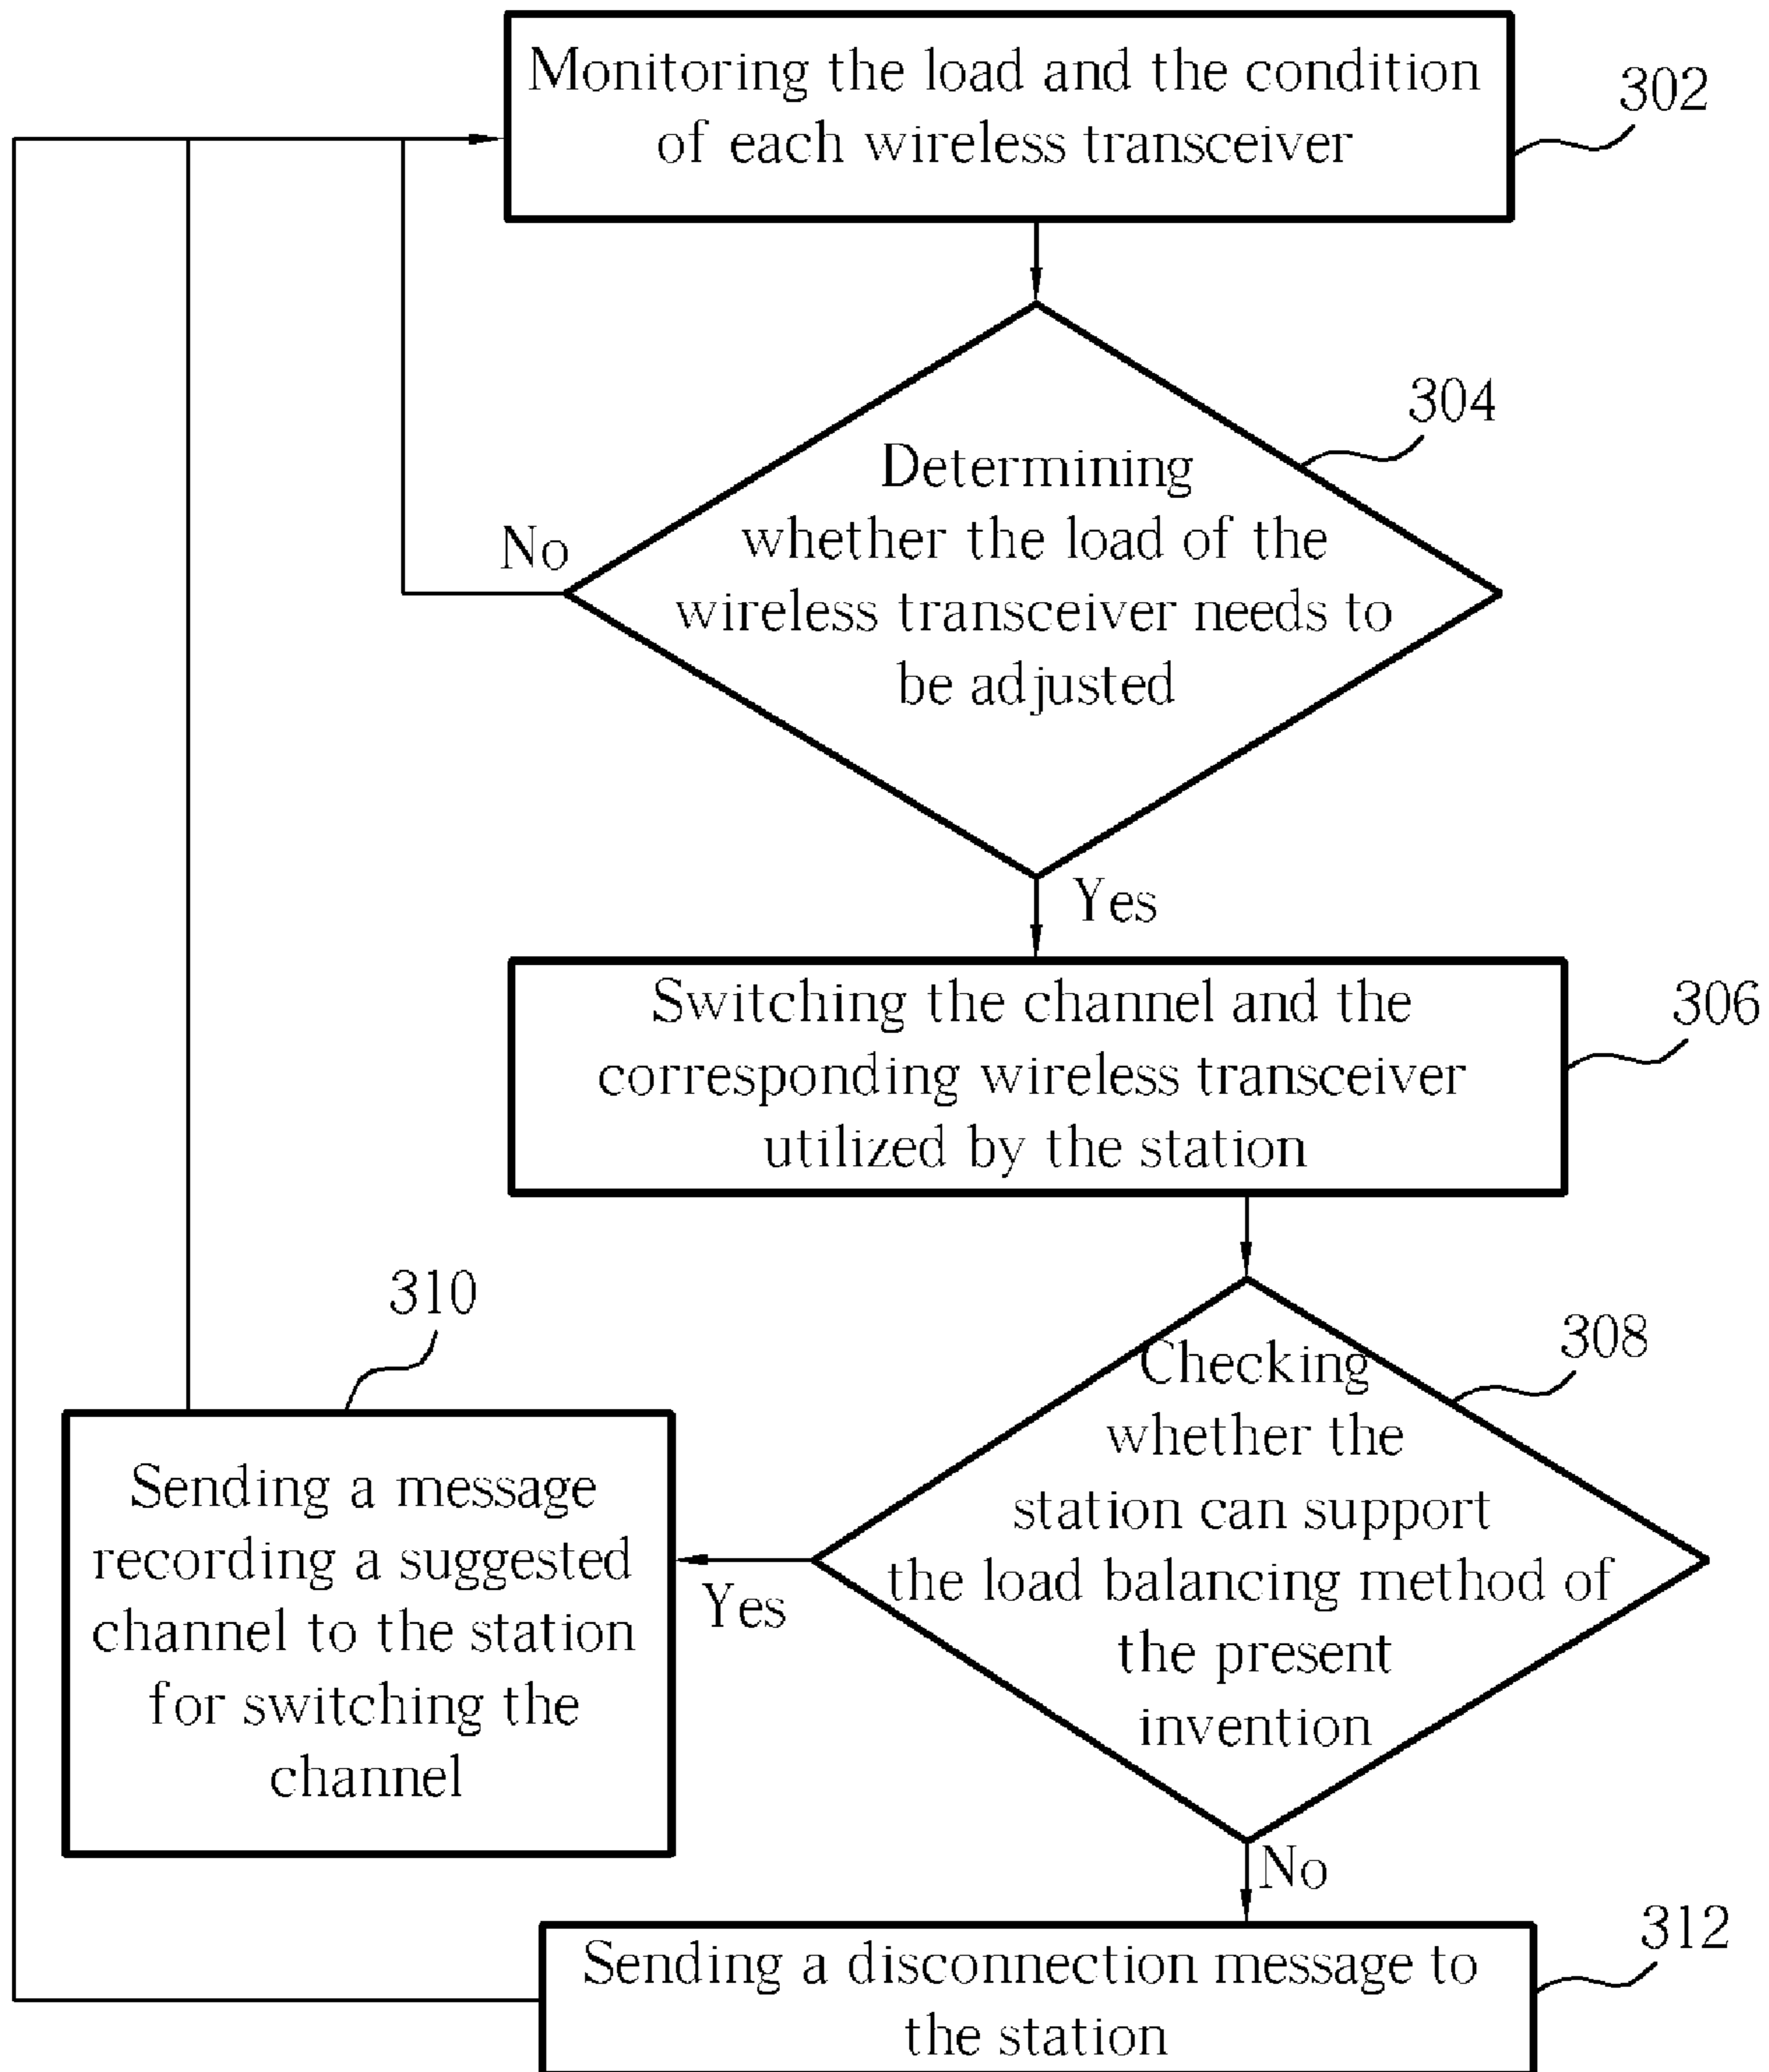 Monitoring the load and the condition
of each wireless transceiver
302
304
Determining
whether the load of the
wireless transceiver needs to
be adjusted
No
Yes
Switching the channel and the
corresponding wireless transceiver
utilized by the station
306
310
308
Checking
whether the
station can support
the load balancing method of
the present
invention
Sending a message
recording a suggested
channel to the station
for switching the
channel
Yes
No
312
Sending a disconnection message to
the station